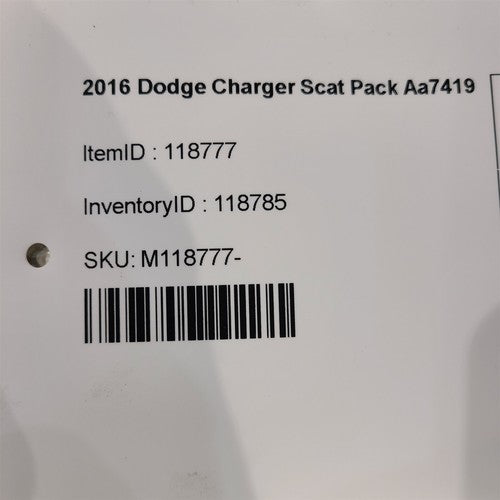 2016 Dodge Charger Scat Pack Aa7419
ItemID : 118777
InventoryID : 118785
SKU: M118777-